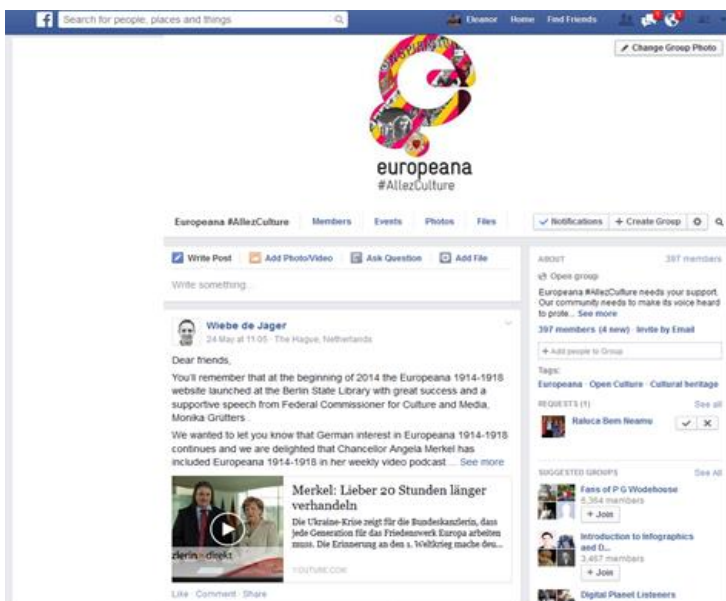 Search for people, places and things
Eleanor Home Find Friends
Change Group Photo
europeana
#AllezCulture
Europeana #AllezCulture Members Events Photos Files
Notifications + Create Group
Write Post Add Photo/Video Ask Question Add File
Write something...
Wiebe de Jager
24 May at 11:05 · The Hague, Netherlands
Dear friends,
You'll remember that at the beginning of 2014 the Europeana 1914-1918
website launched at the Berlin State Library with great success and a
supportive speech from Federal Commissioner for Culture and Media,
Monika Grütters .
We wanted to let you know that German interest in Europeana 1914-1918
continues and we are delighted that Chancellor Angela Merkel has
included Europeana 1914-1918 in her weekly video podcast ... See more
zlerin direkt
Merkel: Lieber 20 Stunden länger
verhandeln
Die Ukraine-Krise zeigt für die Bundeskanzlerin, dass
jede Generation für das Friedenswerk Europa arbeiten
muss. Die Erinnerung an den 1. Weltkrieg mache deu...
YOUTUBE.COM
Like · Comment · Share
ABOUT 397 members
Open group
Europeana #AllezCulture needs your support.
Our community needs to make its voice heard
to prote... See more
397 members (4 new) · Invite by Email
+ Add people to Group
Tags:
Europeana · Open Culture · Cultural heritage
REQUESTS (1) See all
Raluca Bem Neamu
SUGGESTED GROUPS See All
Fans of P G Wodehouse
members
+ Join
Introduction to Infographics
and D...
3,467 members
+ Join
Digital Planet Listeners